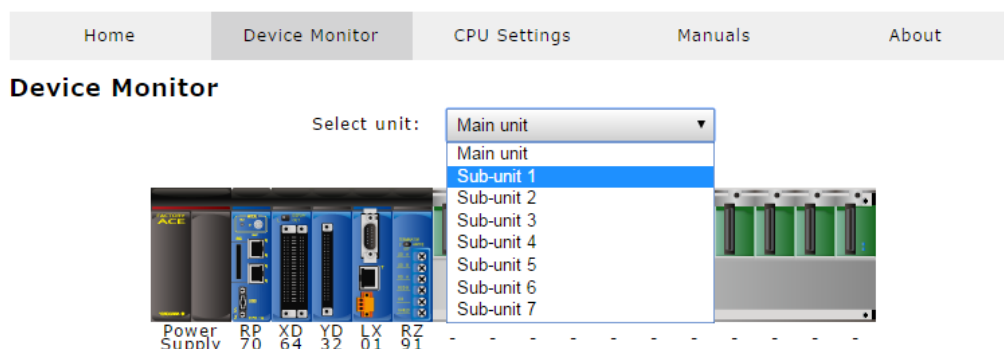 Home Device Monitor CPU Settings Manuals About
Device Monitor
Select unit: Main unit
Main unit
Sub-unit 1
Sub-unit 2
Sub-unit 3
Sub-unit 4
Sub-unit 5
Sub-unit 6
Sub-unit 7
FACTORY
ACE
Power RP XD YD LX RZ
Supply 70 64 32 01 91 - - - - - - - - - - -